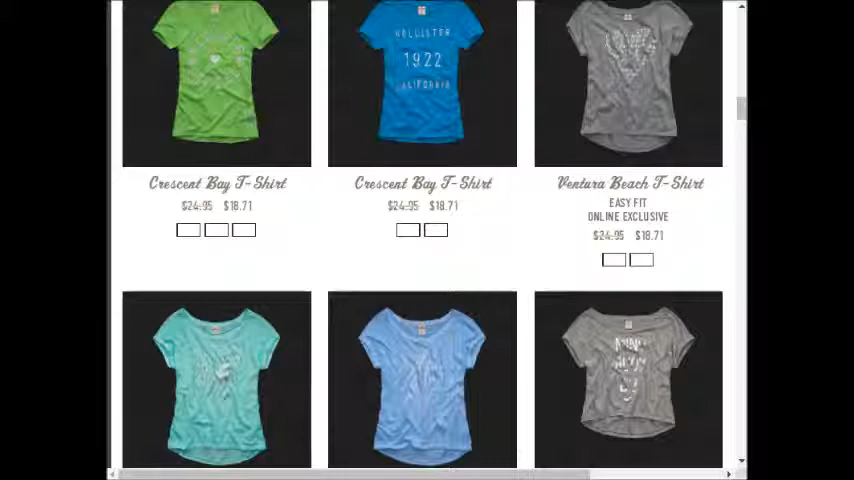 HOLLISTER
1922
CALIFORNIA
Crescent Bay T-Shirt
$24.95 $18.71
Crescent Bay T-Shirt
$24.95 $18.71
Ventura Beach T-Shirt
EASY FIT
ONLINE EXCLUSIVE
$24.95 $18.71